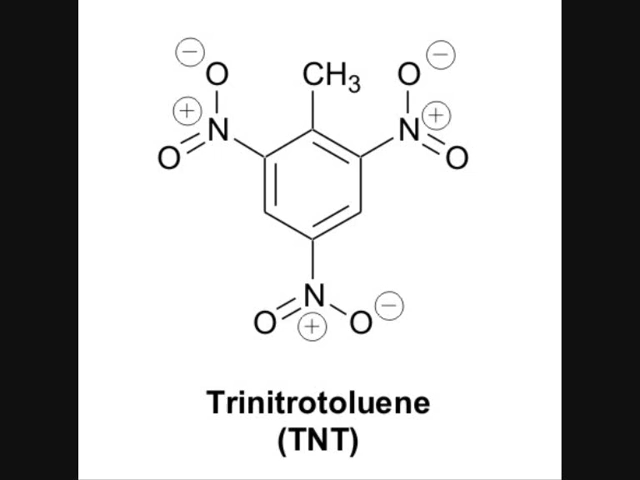 ⊖ O CH₃ O ⊖
⊕ N N ⊕
O O
N
O ⊕ O ⊖
Trinitrotoluene
(TNT)